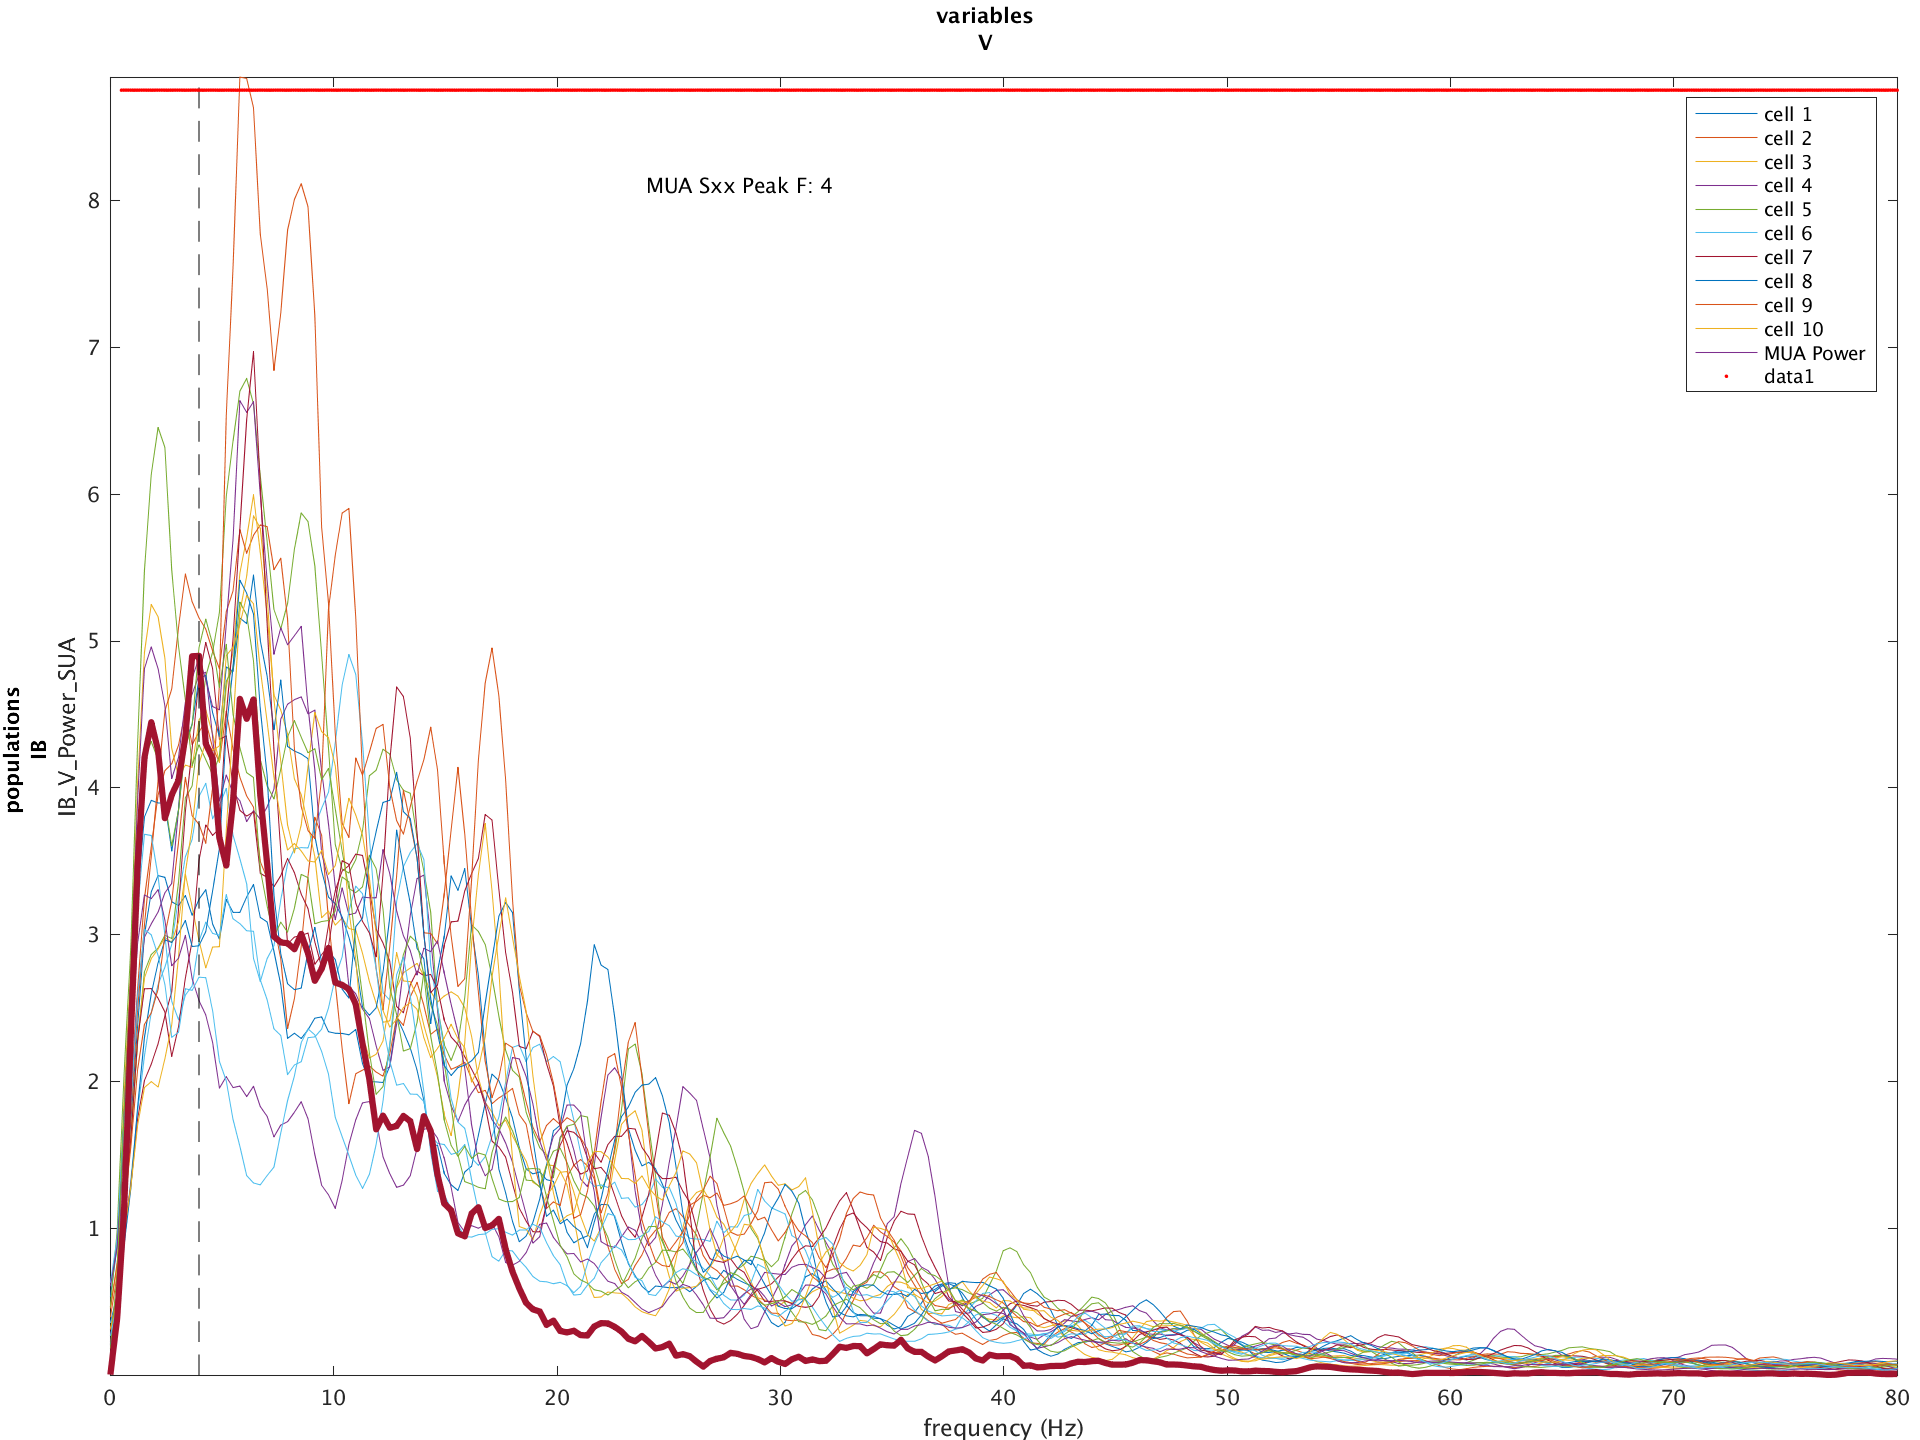 variables
V
populations
IB
IB_V_Power_SUA
8
7
6
5
4
3
2
1
MUA Sxx Peak F: 4
cell 1
cell 2
cell 3
cell 4
cell 5
cell 6
cell 7
cell 8
cell 9
cell 10
MUA Power
data1
0 10 20 30 40 50 60 70 80
frequency (Hz)